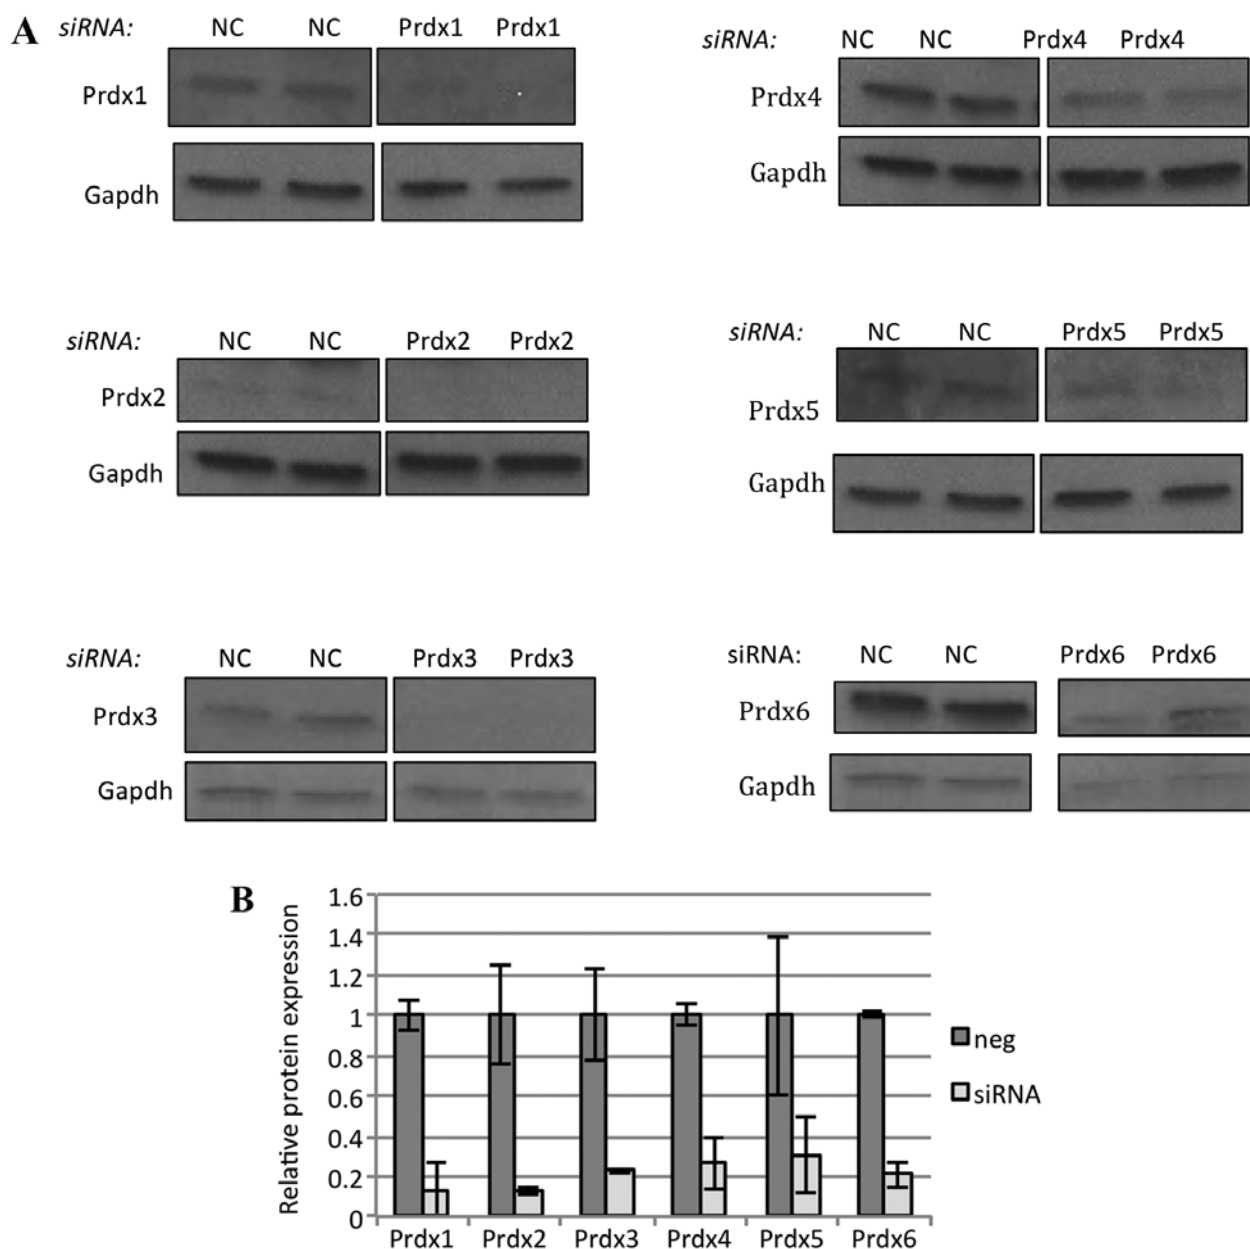 A
siRNA: NC NC Prdx1 Prdx1
Prdx1
Gapdh
siRNA: NC NC Prdx4 Prdx4
Prdx4
Gapdh
siRNA: NC NC Prdx2 Prdx2
Prdx2
Gapdh
siRNA: NC NC Prdx5 Prdx5
Prdx5
Gapdh
siRNA: NC NC Prdx3 Prdx3
Prdx3
Gapdh
siRNA: NC NC Prdx6 Prdx6
Prdx6
Gapdh
B
Relative protein expression
1.6
1.4
1.2
1
0.8
0.6
0.4
0.2
0
Prdx1 Prdx2 Prdx3 Prdx4 Prdx5 Prdx6
neg
siRNA